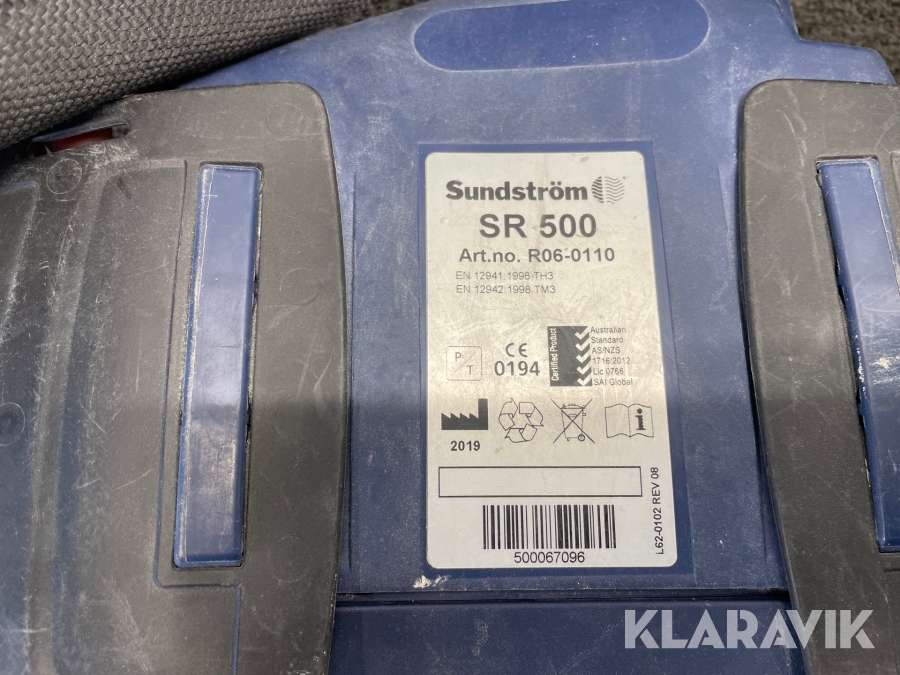 Sundström
SR 500
Art.no. R06-0110
EN 12941:1998 TH3
EN 12942:1998 TM3
P/T
CE
0194
Certified Product
Australian
Standard
AS/NZS
1716:2012
Lic 0766
SAI Global
2019
i
L62-0102 REV 08
500067096
KLARAVIK